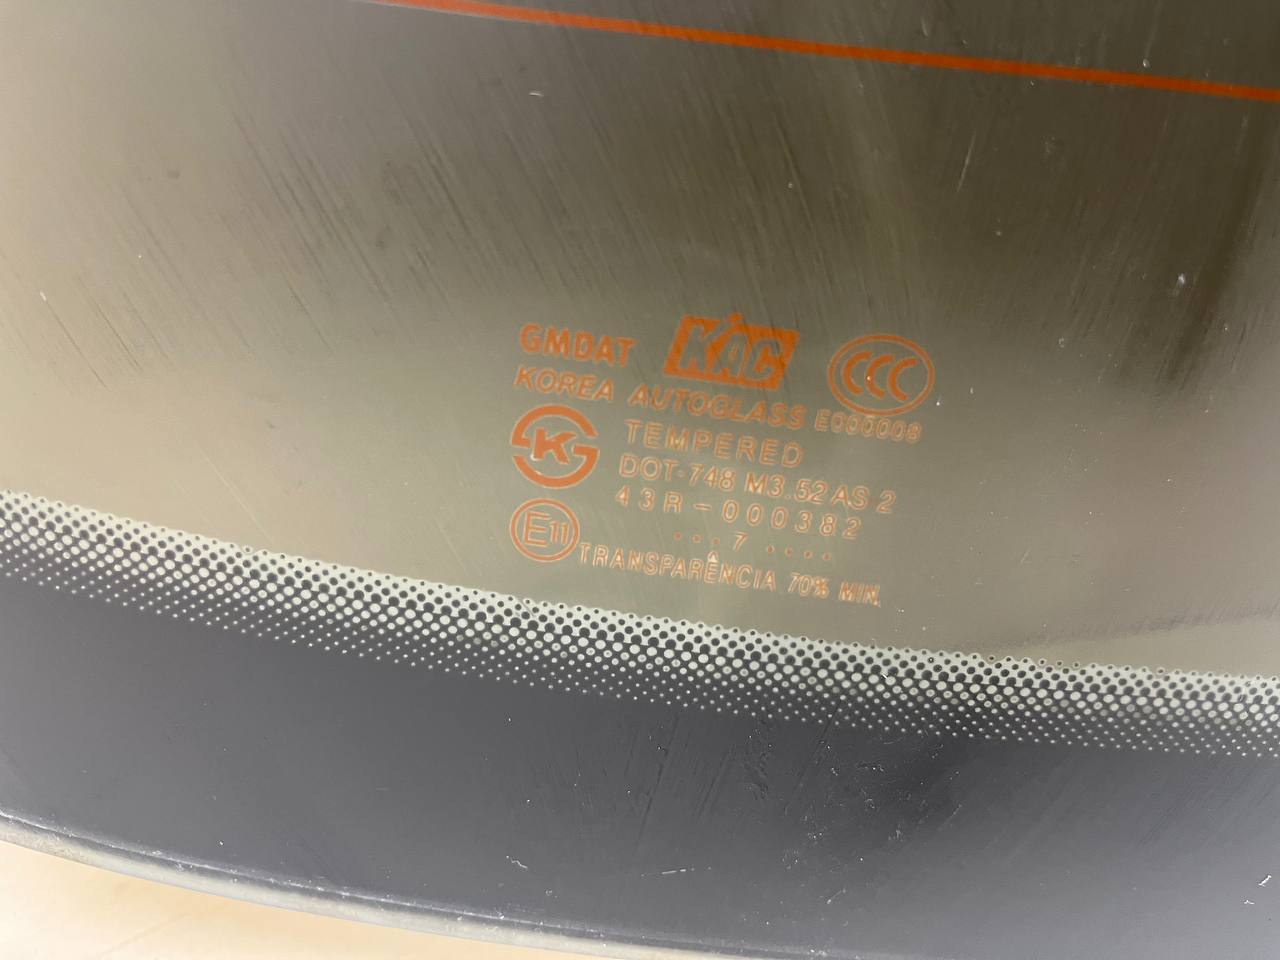 GMDAT KAC CCC
KOREA AUTOGLASS E000008
K TEMPERED
DOT-748 M3.52 AS 2
43R-000382
E11 ...7....
TRANSPARÊNCIA 70% MIN.